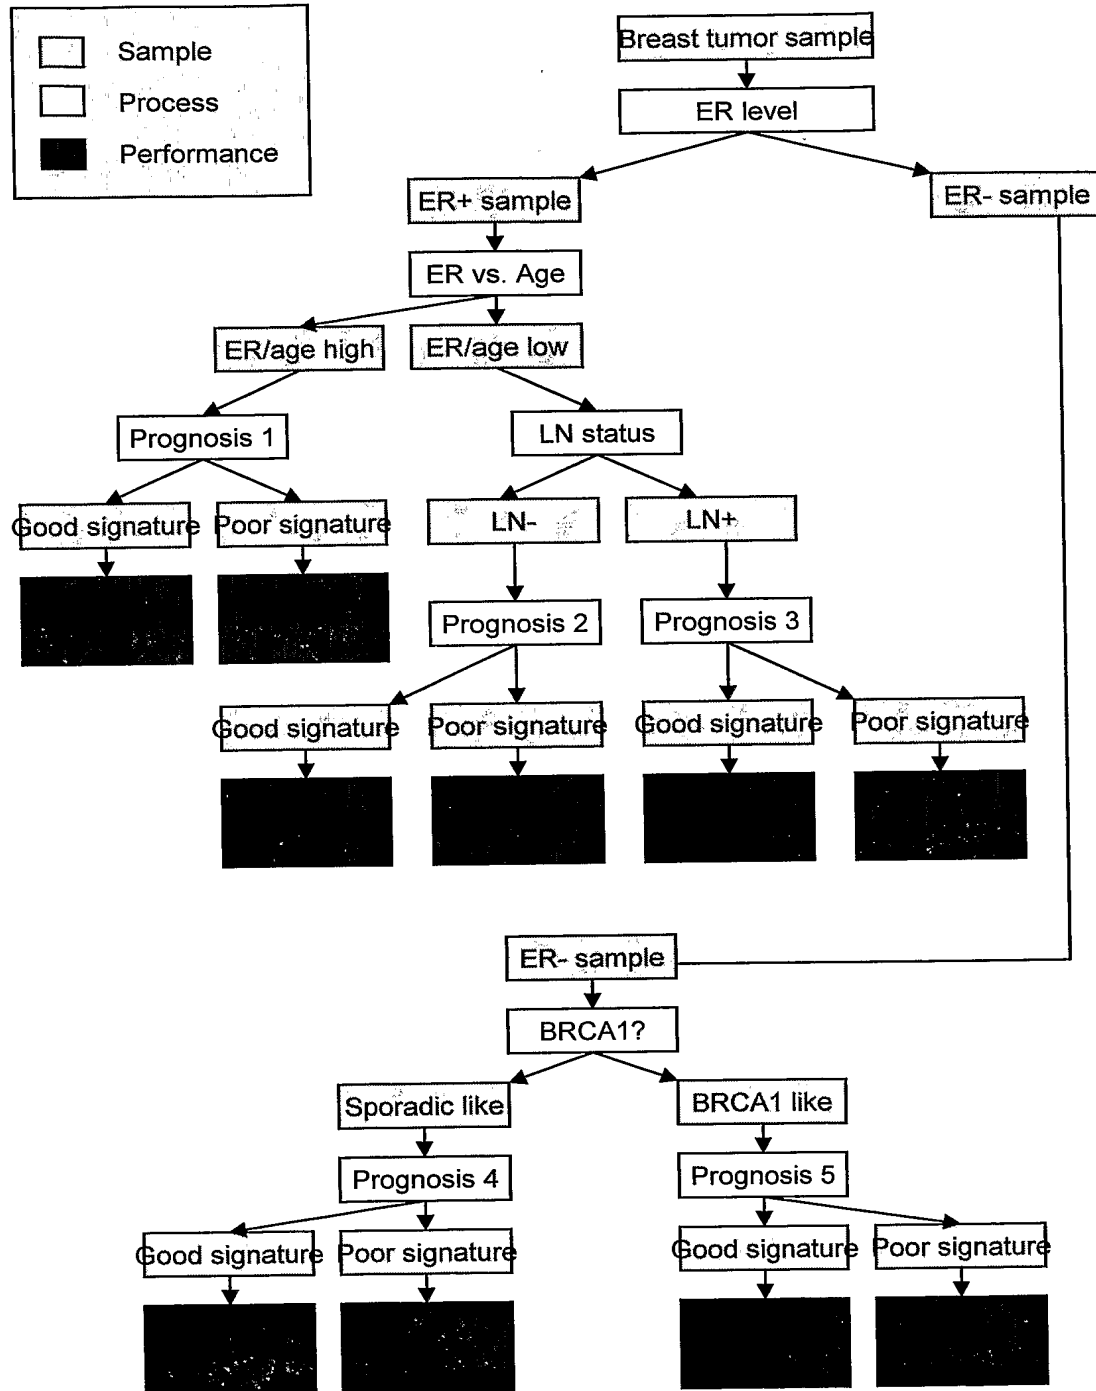 Sample
Process
Performance
Breast tumor sample
ER level
ER+ sample
ER- sample
ER vs. Age
ER/age high
ER/age low
Prognosis 1
LN status
Good signature
Poor signature
LN-
LN+
Prognosis 2
Prognosis 3
Good signature
Poor signature
Good signature
Poor signature
ER- sample
BRCA1?
Sporadic like
BRCA1 like
Prognosis 4
Prognosis 5
Good signature
Poor signature
Good signature
Poor signature